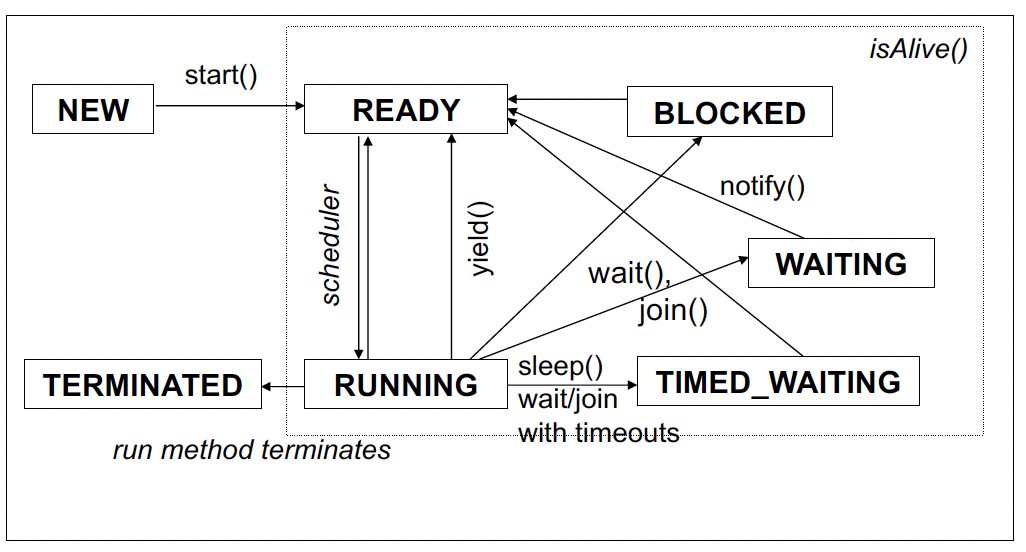 isAlive()
start()
NEW
READY
BLOCKED
scheduler
yield()
notify()
wait(),
join()
WAITING
TERMINATED
RUNNING
sleep()
wait/join
with timeouts
TIMED_WAITING
run method terminates